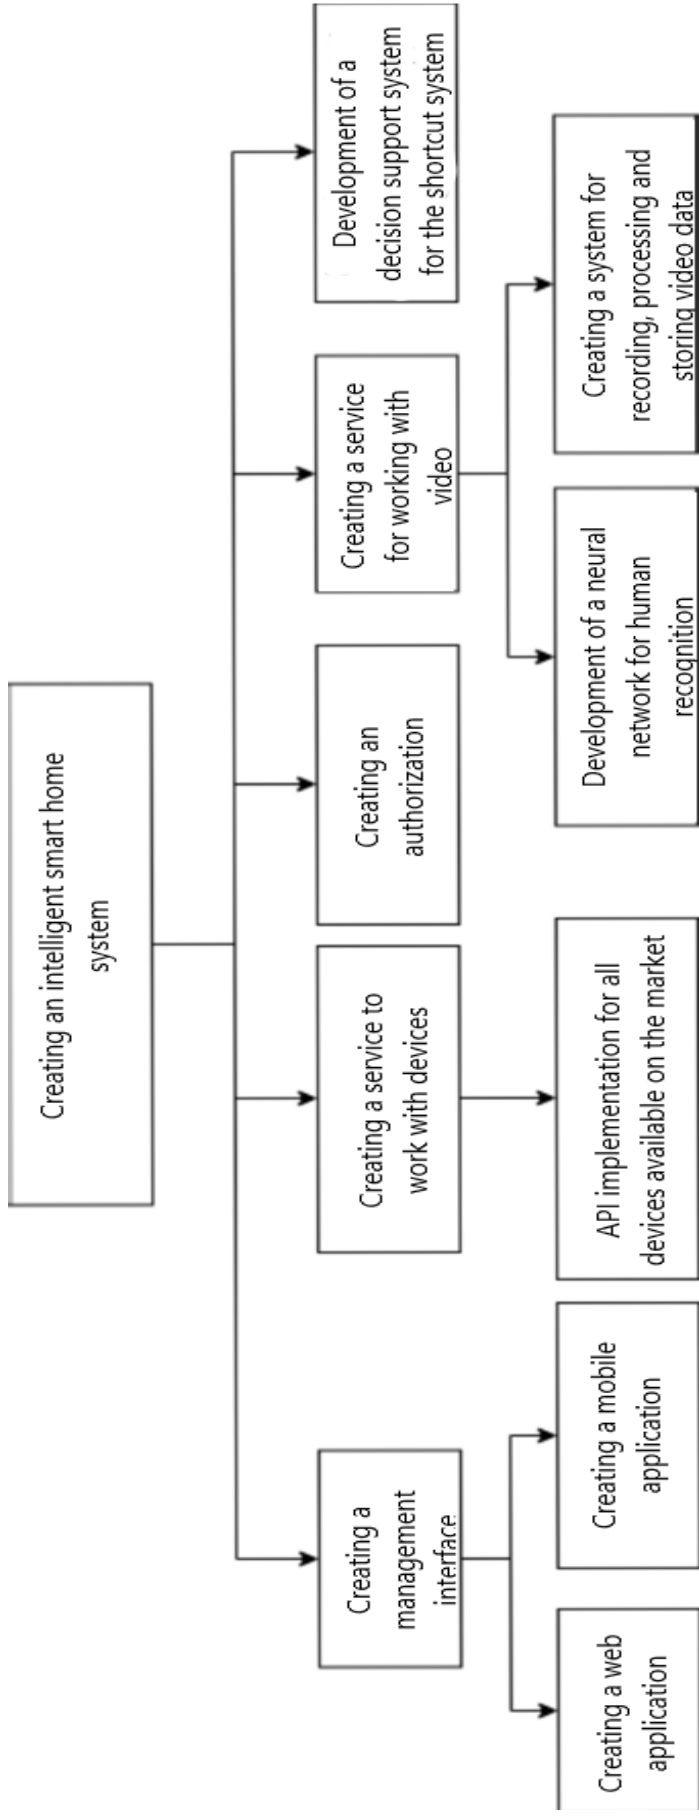 Creating an intelligent smart home
system
Creating a
management
interface
Creating a service to
work with devices
Creating an
authorization
Creating a service
for working with
video
Development of a
decision support system
for the shortcut system
Creating a web
application
Creating a mobile
application
API implementation for all
devices available on the market
Development of a neural
network for human
recognition
Creating a system for
recording, processing and
storing video data